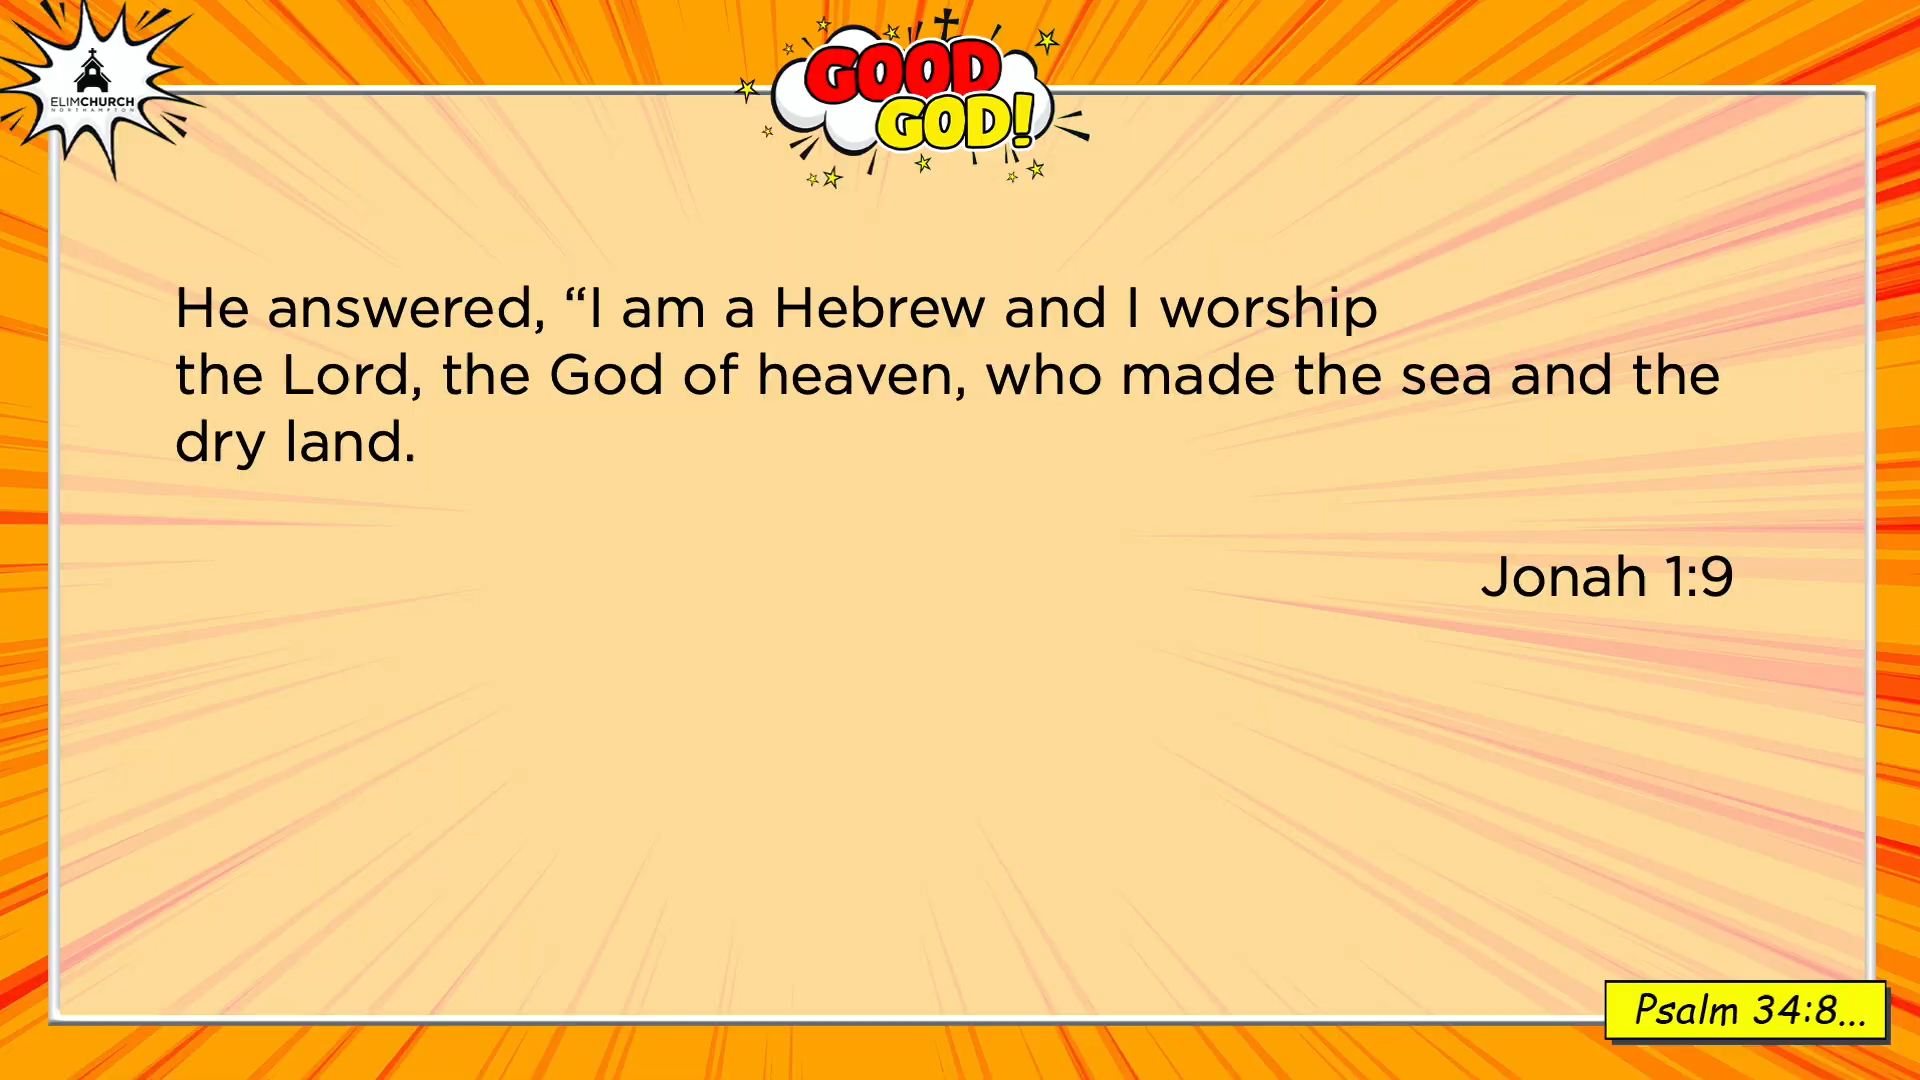 ELIMCHURCH
NORTHAMPTON
GOOD
GOD!
He answered, “I am a Hebrew and I worship
the Lord, the God of heaven, who made the sea and the
dry land.
Jonah 1:9
Psalm 34:8...